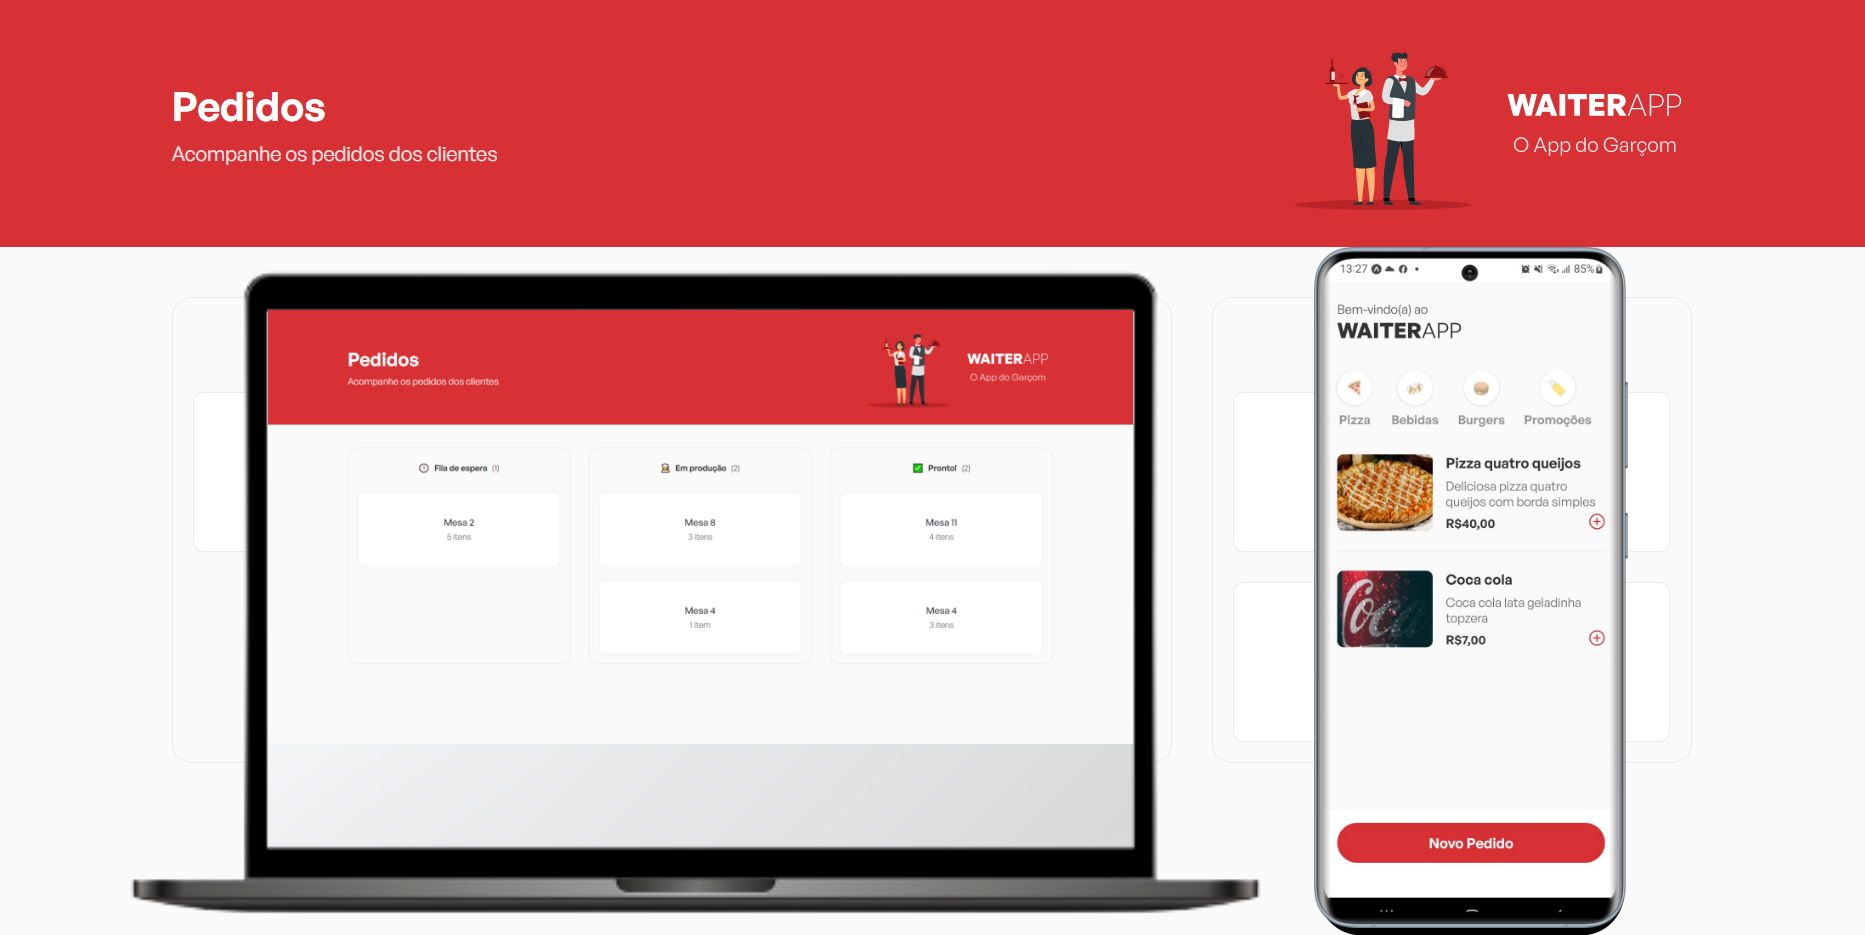 Pedidos
Acompanhe os pedidos dos clientes
WAITERAPP
O App do Garçom
Pedidos
Acompanhe os pedidos dos clientes
WAITERAPP
O App do Garçom
Fila de espera (1)
Mesa 2
5 itens
Em produção (2)
Mesa 8
3 itens
Mesa 4
1 item
Pronto! (2)
Mesa 11
4 itens
Mesa 4
3 itens
13:27
85%
Bem-vindo(a) ao
WAITERAPP
Pizza
Bebidas
Burgers
Promoções
Pizza quatro queijos
Deliciosa pizza quatro
queijos com borda simples
R$40,00
Coca cola
Coca cola lata geladinha
topzera
R$7,00
Coca
Novo Pedido